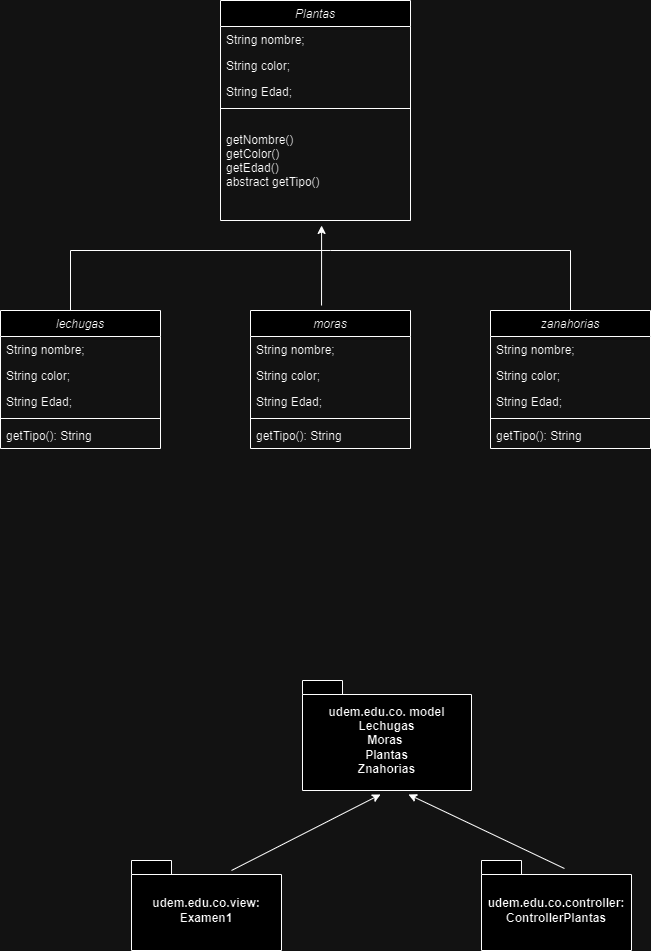 Plantas
String nombre;
String color;
String Edad;
getNombre()
getColor()
getEdad()
abstract getTipo()
lechugas
String nombre;
String color;
String Edad;
getTipo(): String
moras
String nombre;
String color;
String Edad;
getTipo(): String
zanahorias
String nombre;
String color;
String Edad;
getTipo(): String
udem.edu.co. model
Lechugas
Moras
Plantas
Znahorias
udem.edu.co.view:
Examen1
udem.edu.co.controller:
ControllerPlantas